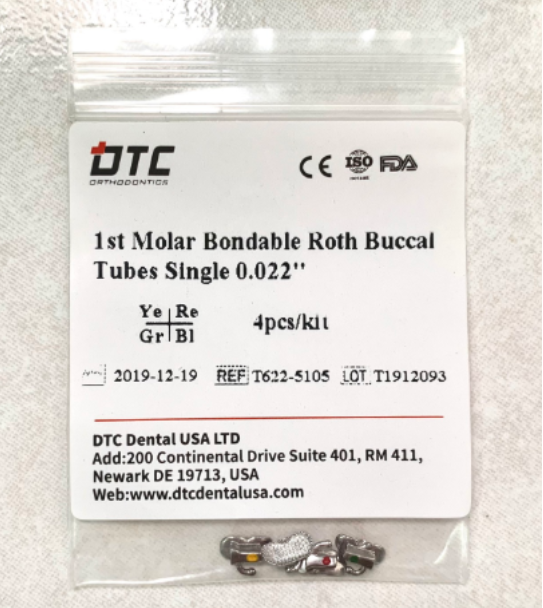 DTC
ORTHODONTICS
CE ISO FDA
1st Molar Bondable Roth Buccal
Tubes Single 0.022"
Ye Re
Gr Bl
4pcs/kit
2019-12-19 REF T622-5105 LOT T1912093
DTC Dental USA LTD
Add:200 Continental Drive Suite 401, RM 411,
Newark DE 19713, USA
Web:www.dtcdentalusa.com